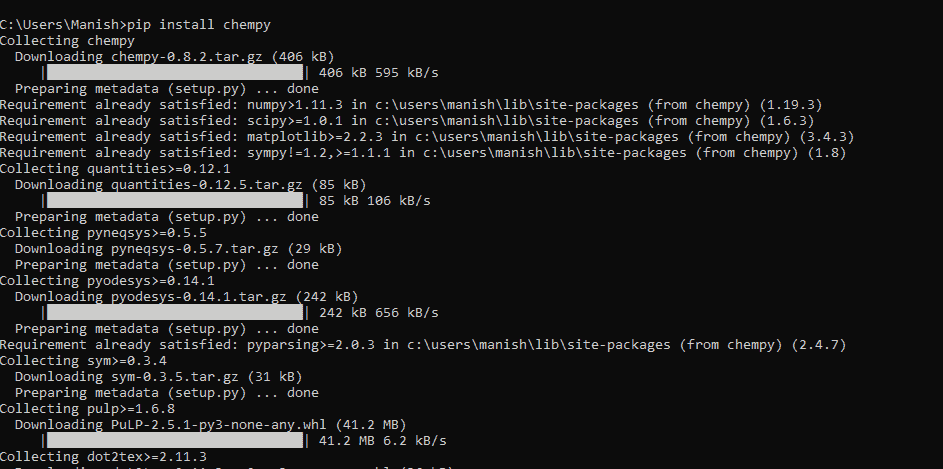 C:\Users\Manish>pip install chempy
Collecting chempy
Downloading chempy-0.8.2.tar.gz (406 kB)
| | 406 kB 595 kB/s
Preparing metadata (setup.py) ... done
Requirement already satisfied: numpy>1.11.3 in c:\users\manish\lib\site-packages (from chempy) (1.19.3)
Requirement already satisfied: scipy>=1.0.1 in c:\users\manish\lib\site-packages (from chempy) (1.6.3)
Requirement already satisfied: matplotlib>=2.2.3 in c:\users\manish\lib\site-packages (from chempy) (3.4.3)
Requirement already satisfied: sympy!=1.2,>=1.1.1 in c:\users\manish\lib\site-packages (from chempy) (1.8)
Collecting quantities>=0.12.1
Downloading quantities-0.12.5.tar.gz (85 kB)
| | 85 kB 106 kB/s
Preparing metadata (setup.py) ... done
Collecting pyneqsys>=0.5.5
Downloading pyneqsys-0.5.7.tar.gz (29 kB)
Preparing metadata (setup.py) ... done
Collecting pyodesys>=0.14.1
Downloading pyodesys-0.14.1.tar.gz (242 kB)
| | 242 kB 656 kB/s
Preparing metadata (setup.py) ... done
Requirement already satisfied: pyparsing>=2.0.3 in c:\users\manish\lib\site-packages (from chempy) (2.4.7)
Collecting sym>=0.3.4
Downloading sym-0.3.5.tar.gz (31 kB)
Preparing metadata (setup.py) ... done
Collecting pulp>=1.6.8
Downloading PuLP-2.5.1-py3-none-any.whl (41.2 MB)
| | 41.2 MB 6.2 kB/s
Collecting dot2tex>=2.11.3